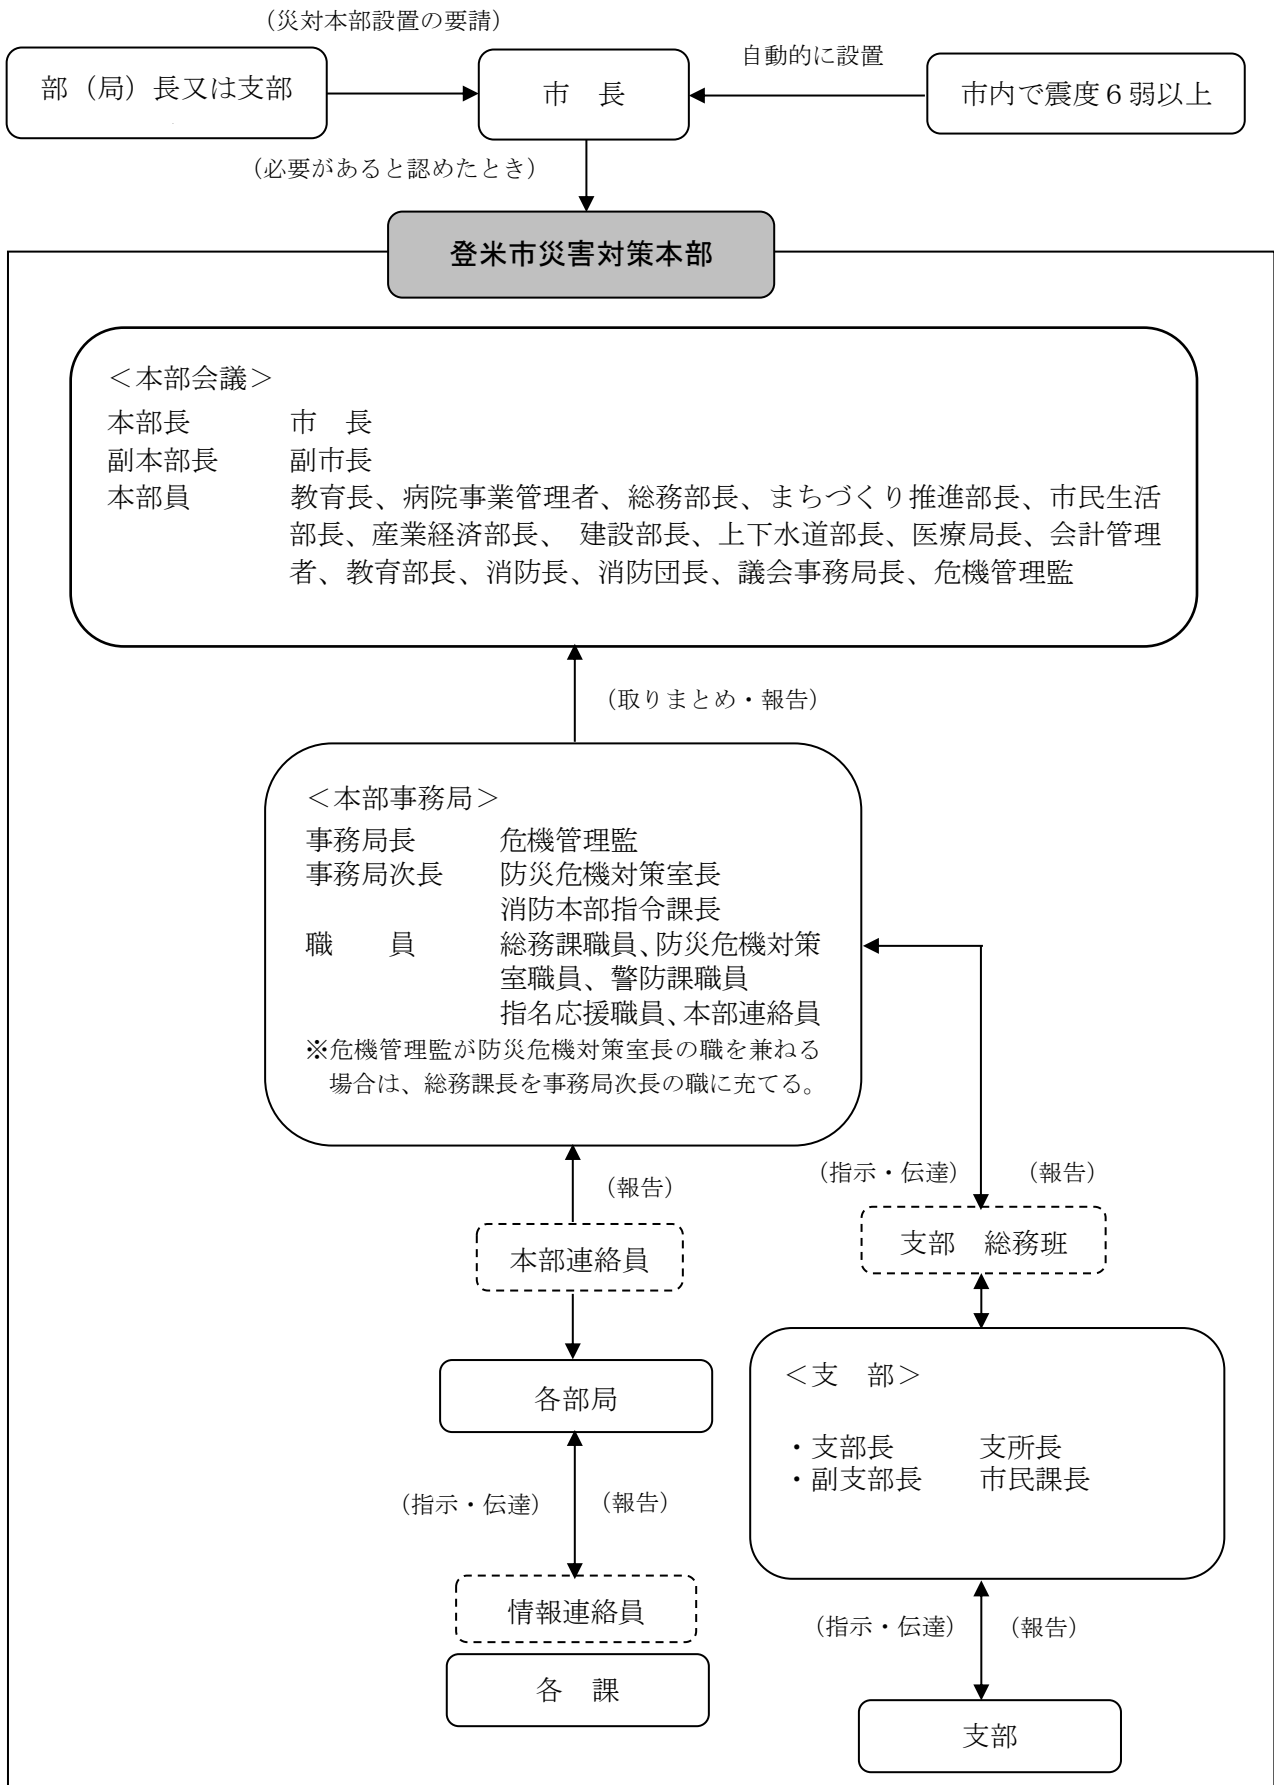 （災対本部設置の要請）
部（局）長又は支部
市　長
自動的に設置
市内で震度６弱以上
（必要があると認めたとき）
登米市災害対策本部
＜本部会議＞
本部長　市　長
副本部長　副市長
本部員　教育長、病院事業管理者、総務部長、まちづくり推進部長、市民生活
部長、産業経済部長、 建設部長、上下水道部長、医療局長、会計管理
者、教育部長、消防長、消防団長、議会事務局長、危機管理監
（取りまとめ・報告）
＜本部事務局＞
事務局長　危機管理監
事務局次長　防災危機対策室長
消防本部指令課長
職　　員　総務課職員、防災危機対策
室職員、警防課職員
指名応援職員、本部連絡員
※危機管理監が防災危機対策室長の職を兼ねる
場合は、総務課長を事務局次長の職に充てる。
（報告）
本部連絡員
各部局
（指示・伝達）　（報告）
情報連絡員
各　課
（指示・伝達）　（報告）
支部　総務班
＜支　部＞
・支部長　支所長
・副支部長　市民課長
（指示・伝達）　（報告）
支部